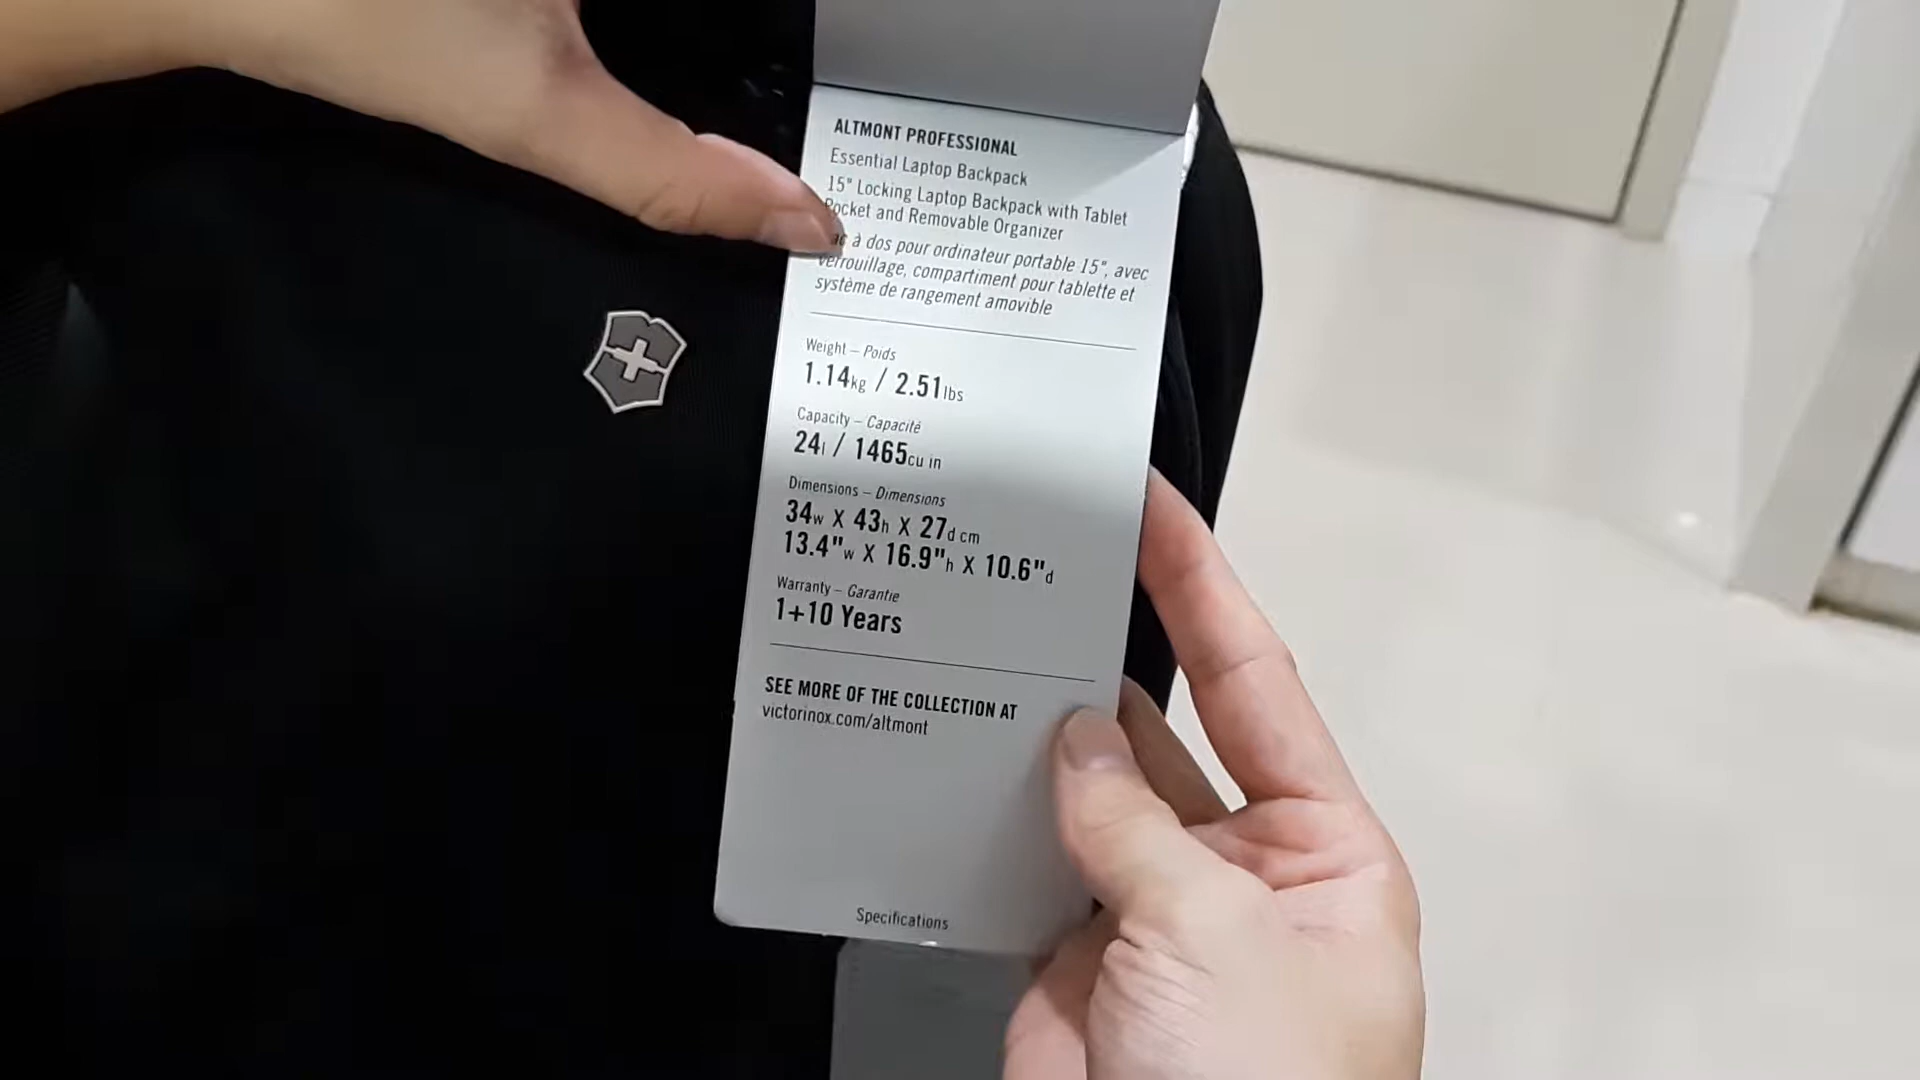 ALTMONT PROFESSIONAL
Essential Laptop Backpack
15" Locking Laptop Backpack with Tablet
Pocket and Removable Organizer
à dos pour ordinateur portable 15", avec
verrouillage, compartiment pour tablette et
système de rangement amovible
Weight – Poids
1.14kg / 2.51lbs
Capacity – Capacité
24l / 1465cu in
Dimensions – Dimensions
34w X 43h X 27d cm
13.4"w X 16.9"h X 10.6"d
Warranty – Garantie
1+10 Years
SEE MORE OF THE COLLECTION AT
victorinox.com/altmont
Specifications